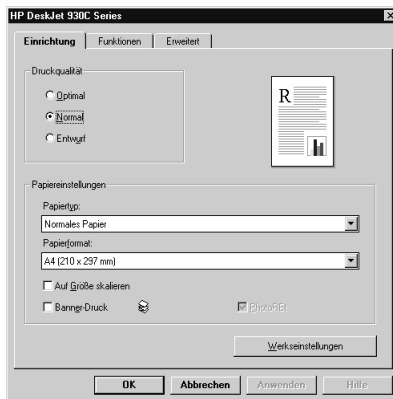 HP DeskJet 930C Series
Einrichtung Funktionen Erweitert
Druckqualität
Optimal
Normal
Entwurf
R
Papiereinstellungen
Papiertyp:
Normales Papier
Papierformat:
A4 (210 x 297 mm)
Auf Größe skalieren
Banner-Druck PhotoREt
Werkseinstellungen
OK Abbrechen Anwenden Hilfe